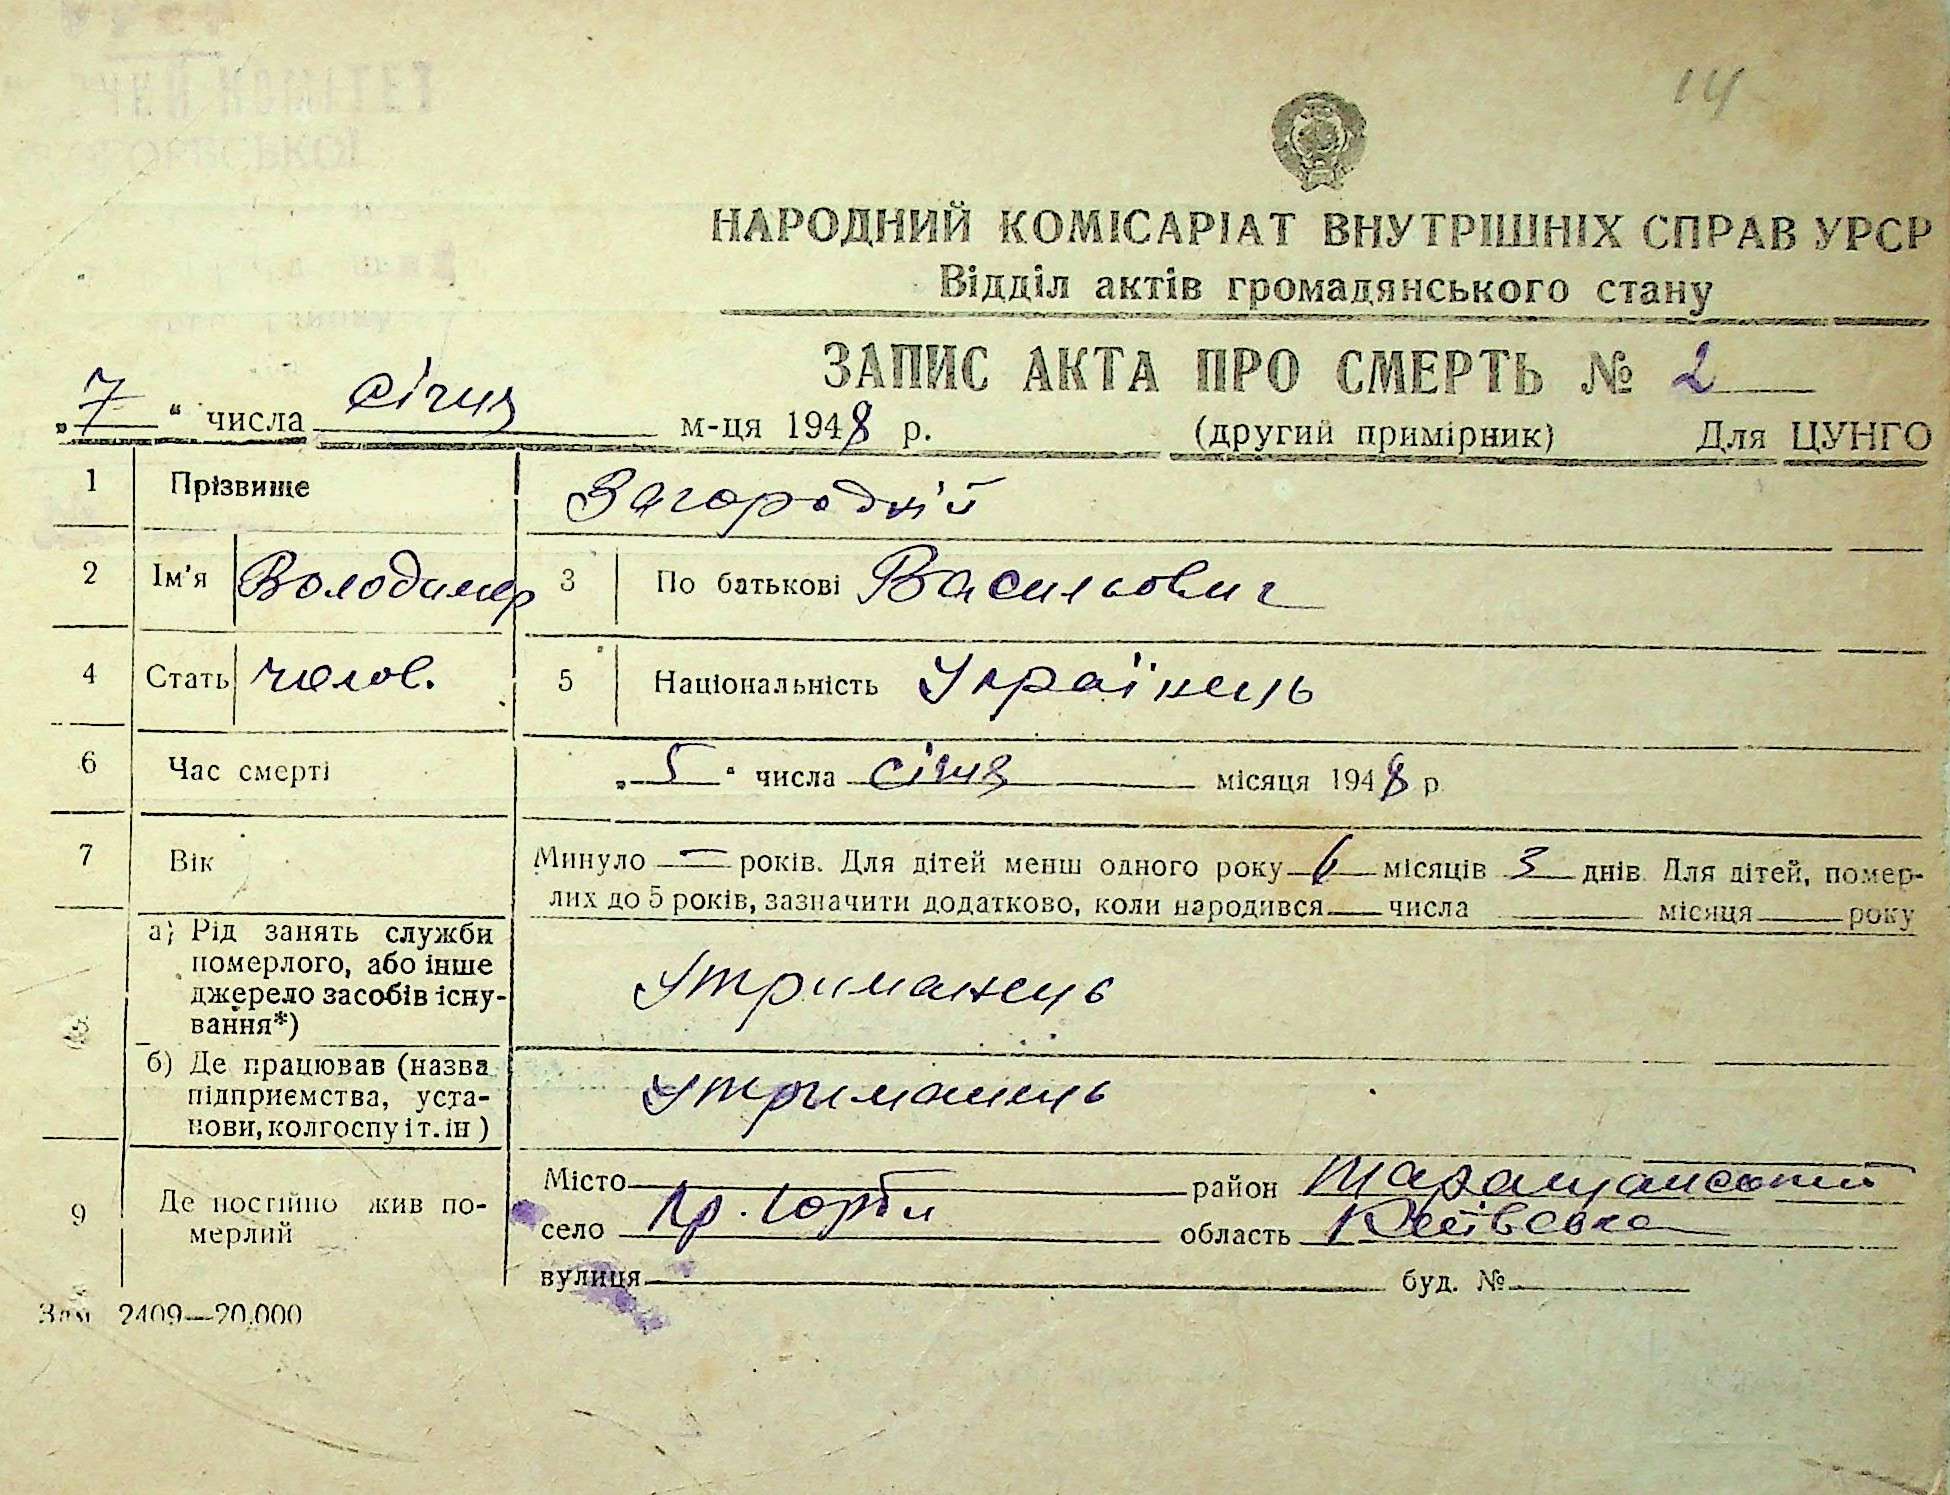 14
НАРОДНИЙ КОМІСАРІАТ ВНУТРІШНІХ СПРАВ УРСР
Відділ актів громадянського стану
ЗАПИС АКТА ПРО СМЕРТЬ № 2
„7“ числа січня м-ця 1948 р. (другий примірник) Для ЦУНГО
1 Прізвище Загородній
2 Ім'я Володимер 3 По батькові Васильович
4 Стать чолов. 5 Національність Українець
6 Час смерті „5“ числа січня місяця 1948 р
7 Вік Минуло — років. Для дітей менш одного року 6 місяців 3 днів. Для дітей, помер-
лих до 5 років, зазначити додатково, коли народився числа місяця року
8 а) Рід занять служби
померлого, або інше
джерело засобів існу-
вання*) Утриманець
б) Де працював (назва
підприємства, уста-
нови, колгоспу і т. ін) Утриманець
9 Де постійно жив по-
мерлий
Місто район Таращанський
село Кр. область Київська
вулиця буд. №
Зам 2409—20.000